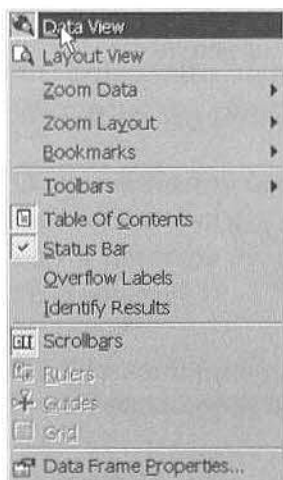 Data View
Layout View
Zoom Data
Zoom Layout
Bookmarks
Toolbars
Table Of Contents
Status Bar
Overflow Labels
Identify Results
Scrollbars
Rulers
Guides
Grid
Data Frame Properties...